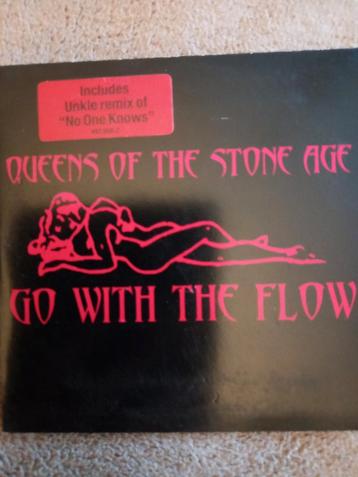 Includes
Unkle remix of
"No One Knows"
QUEENS OF THE STONE AGE
GO WITH THE FLOW